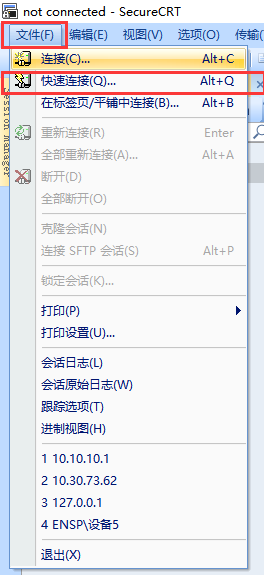 not connected - SecureCRT
文件(F) 编辑(E) 视图(V) 选项(O) 传输(
连接(C)... Alt+C
快速连接(Q)... Alt+Q
在标签页/平铺中连接(B)... Alt+B
重新连接(R) Enter
全部重新连接(A)... Alt+A
断开(D)
全部断开(O)
克隆会话(N)
连接 SFTP 会话(S) Alt+P
锁定会话(K)...
打印(P)
打印设置(U)...
会话日志(L)
会话原始日志(W)
跟踪选项(T)
进制视图(H)
1 10.10.10.1
2 10.30.73.62
3 127.0.0.1
4 ENSP\设备5
退出(X)
Session Manager